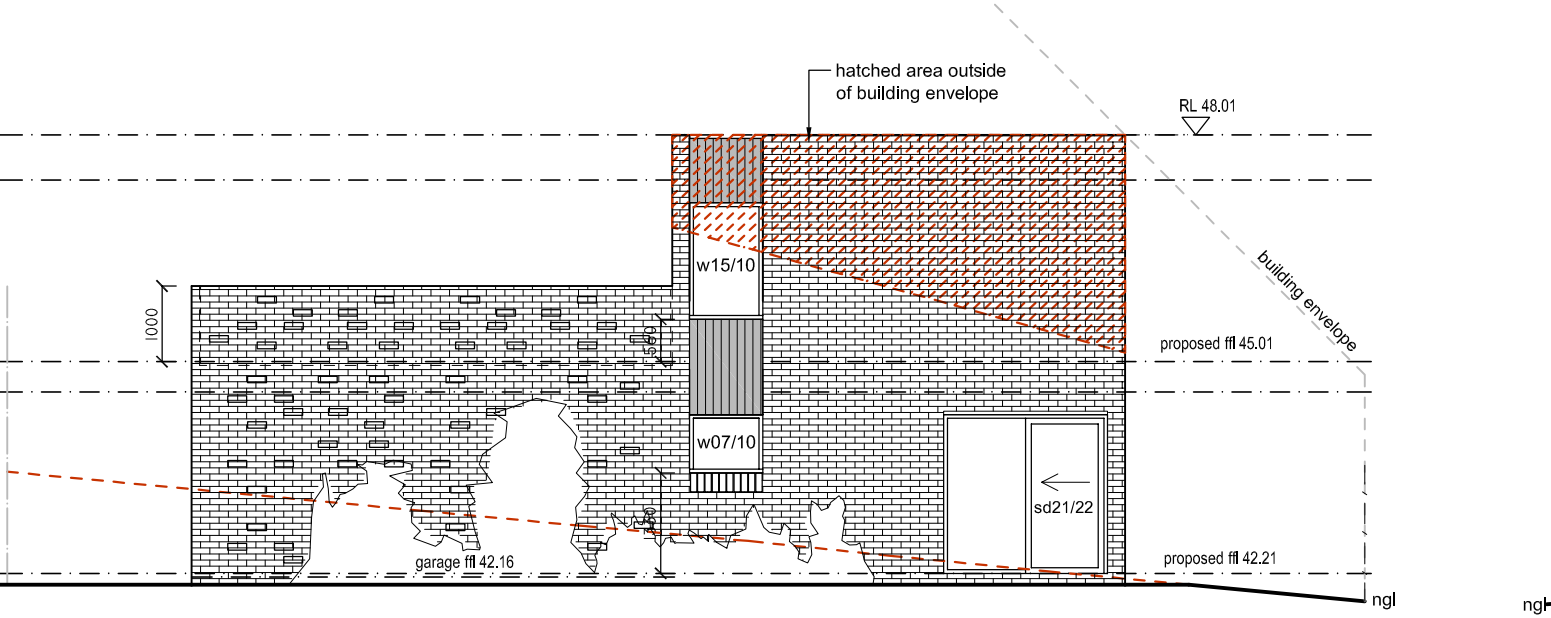 hatched area outside
of building envelope
RL 48.01
w15/10
building envelope
1000
proposed ffl 45.01
w07/10
sd21/22
garage ffl 42.16
proposed ffl 42.21
ngl
ngl